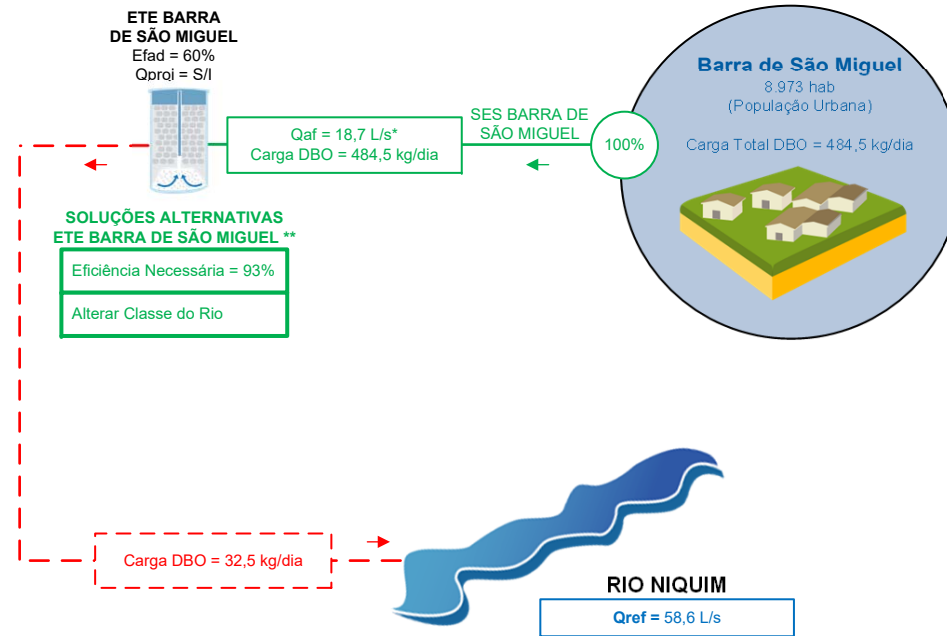 ETE BARRA
DE SÃO MIGUEL
Efad = 60%
Qproj = S/I
Qaf = 18,7 L/s*
Carga DBO = 484,5 kg/dia
SES BARRA DE
SÃO MIGUEL
100%
Barra de São Miguel
8.973 hab
(População Urbana)
Carga Total DBO = 484,5 kg/dia
SOLUÇÕES ALTERNATIVAS
ETE BARRA DE SÃO MIGUEL **
Eficiência Necessária = 93%
Alterar Classe do Rio
Carga DBO = 32,5 kg/dia
RIO NIQUIM
Qref = 58,6 L/s